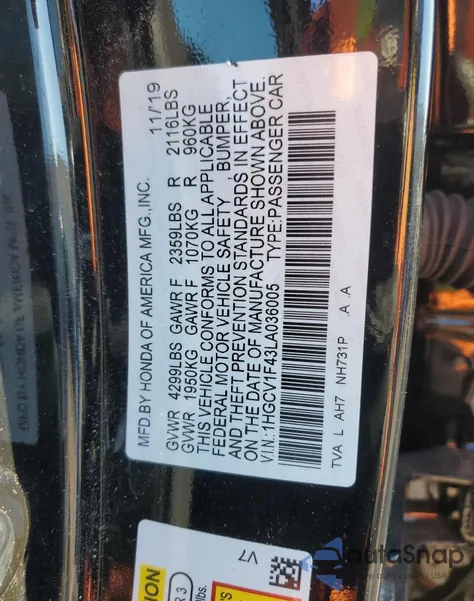 MFD.BY HONDA OF AMERICA MFG.,INC. 11/'19
GVWR 4299LBS GAWR F 2359LBS R 2116LBS
GVWR 1950KG GAWR F 1070KG R 960KG
THIS VEHICLE CONFORMS TO ALL APPLICABLE
FEDERAL MOTOR VEHICLE SAFETY , BUMPER,
AND THEFT PREVENTION STANDARDS IN EFFECT
ON THE DATE OF MANUFACTURE SHOWN ABOVE.
V.I.N.:1HGCV1F43LA036005 TYPE:PASSENGER CAR
TVA L AH7 NH731P .A .A
V7
autoSnap